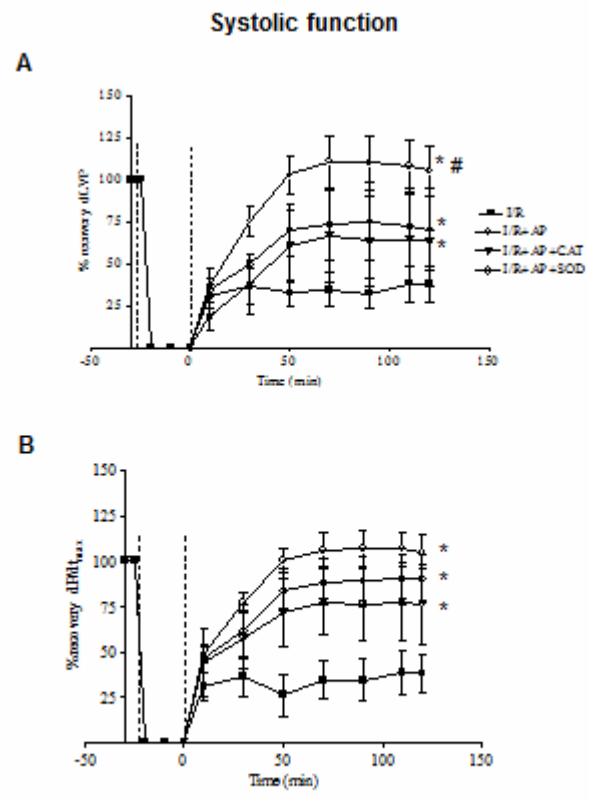 Systolic function
A
150
125
100
75
50
25
% recovery dLVP
-50 0 50 100 150
Time (min)
* #
*
*
I/R
I/R+AP
I/R+AP+CAT
I/R+AP+SOD
B
150
125
100
75
50
25
%recovery dP/dtmax
-50 0 50 100 150
Time (min)
*
*
*